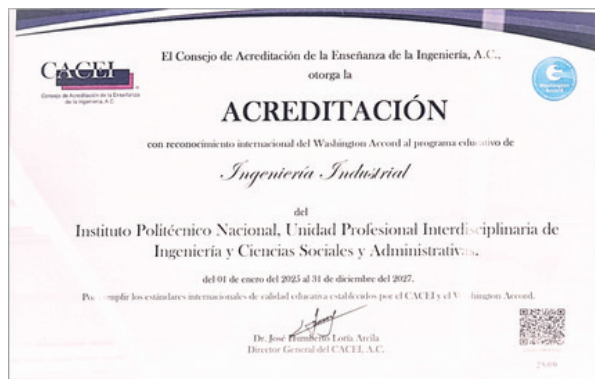 El Consejo de Acreditación de la Enseñanza de la Ingeniería, A.C.,
otorga la
CACEI
Consejo de Acreditación de la Enseñanza
de la Ingeniería, A.C.
Washington
Accord
ACREDITACIÓN
con reconocimiento internacional del Washington Accord al programa educativo de
Ingeniería Industrial
del
Instituto Politécnico Nacional, Unidad Profesional Interdisciplinaria de
Ingeniería y Ciencias Sociales y Administrativas.
del 01 de enero del 2025 al 31 de diciembre del 2027.
Por cumplir los estándares internacionales de calidad educativa establecidos por el CACEI y el Washington Accord.
Dr. José Humberto Loría Arcila
Director General del CACEI, A.C.